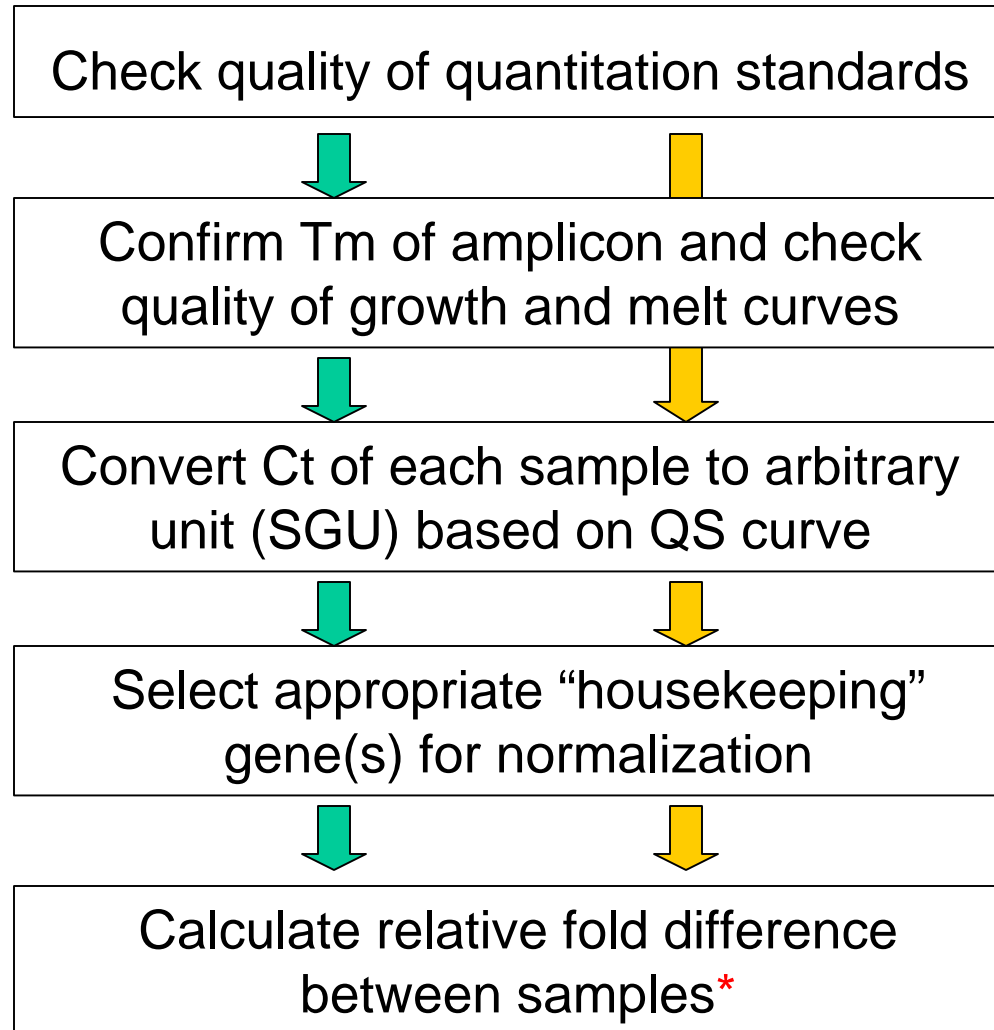 Check quality of quantitation standards
Confirm Tm of amplicon and check
quality of growth and melt curves
Convert Ct of each sample to arbitrary
unit (SGU) based on QS curve
Select appropriate “housekeeping”
gene(s) for normalization
Calculate relative fold difference
between samples*